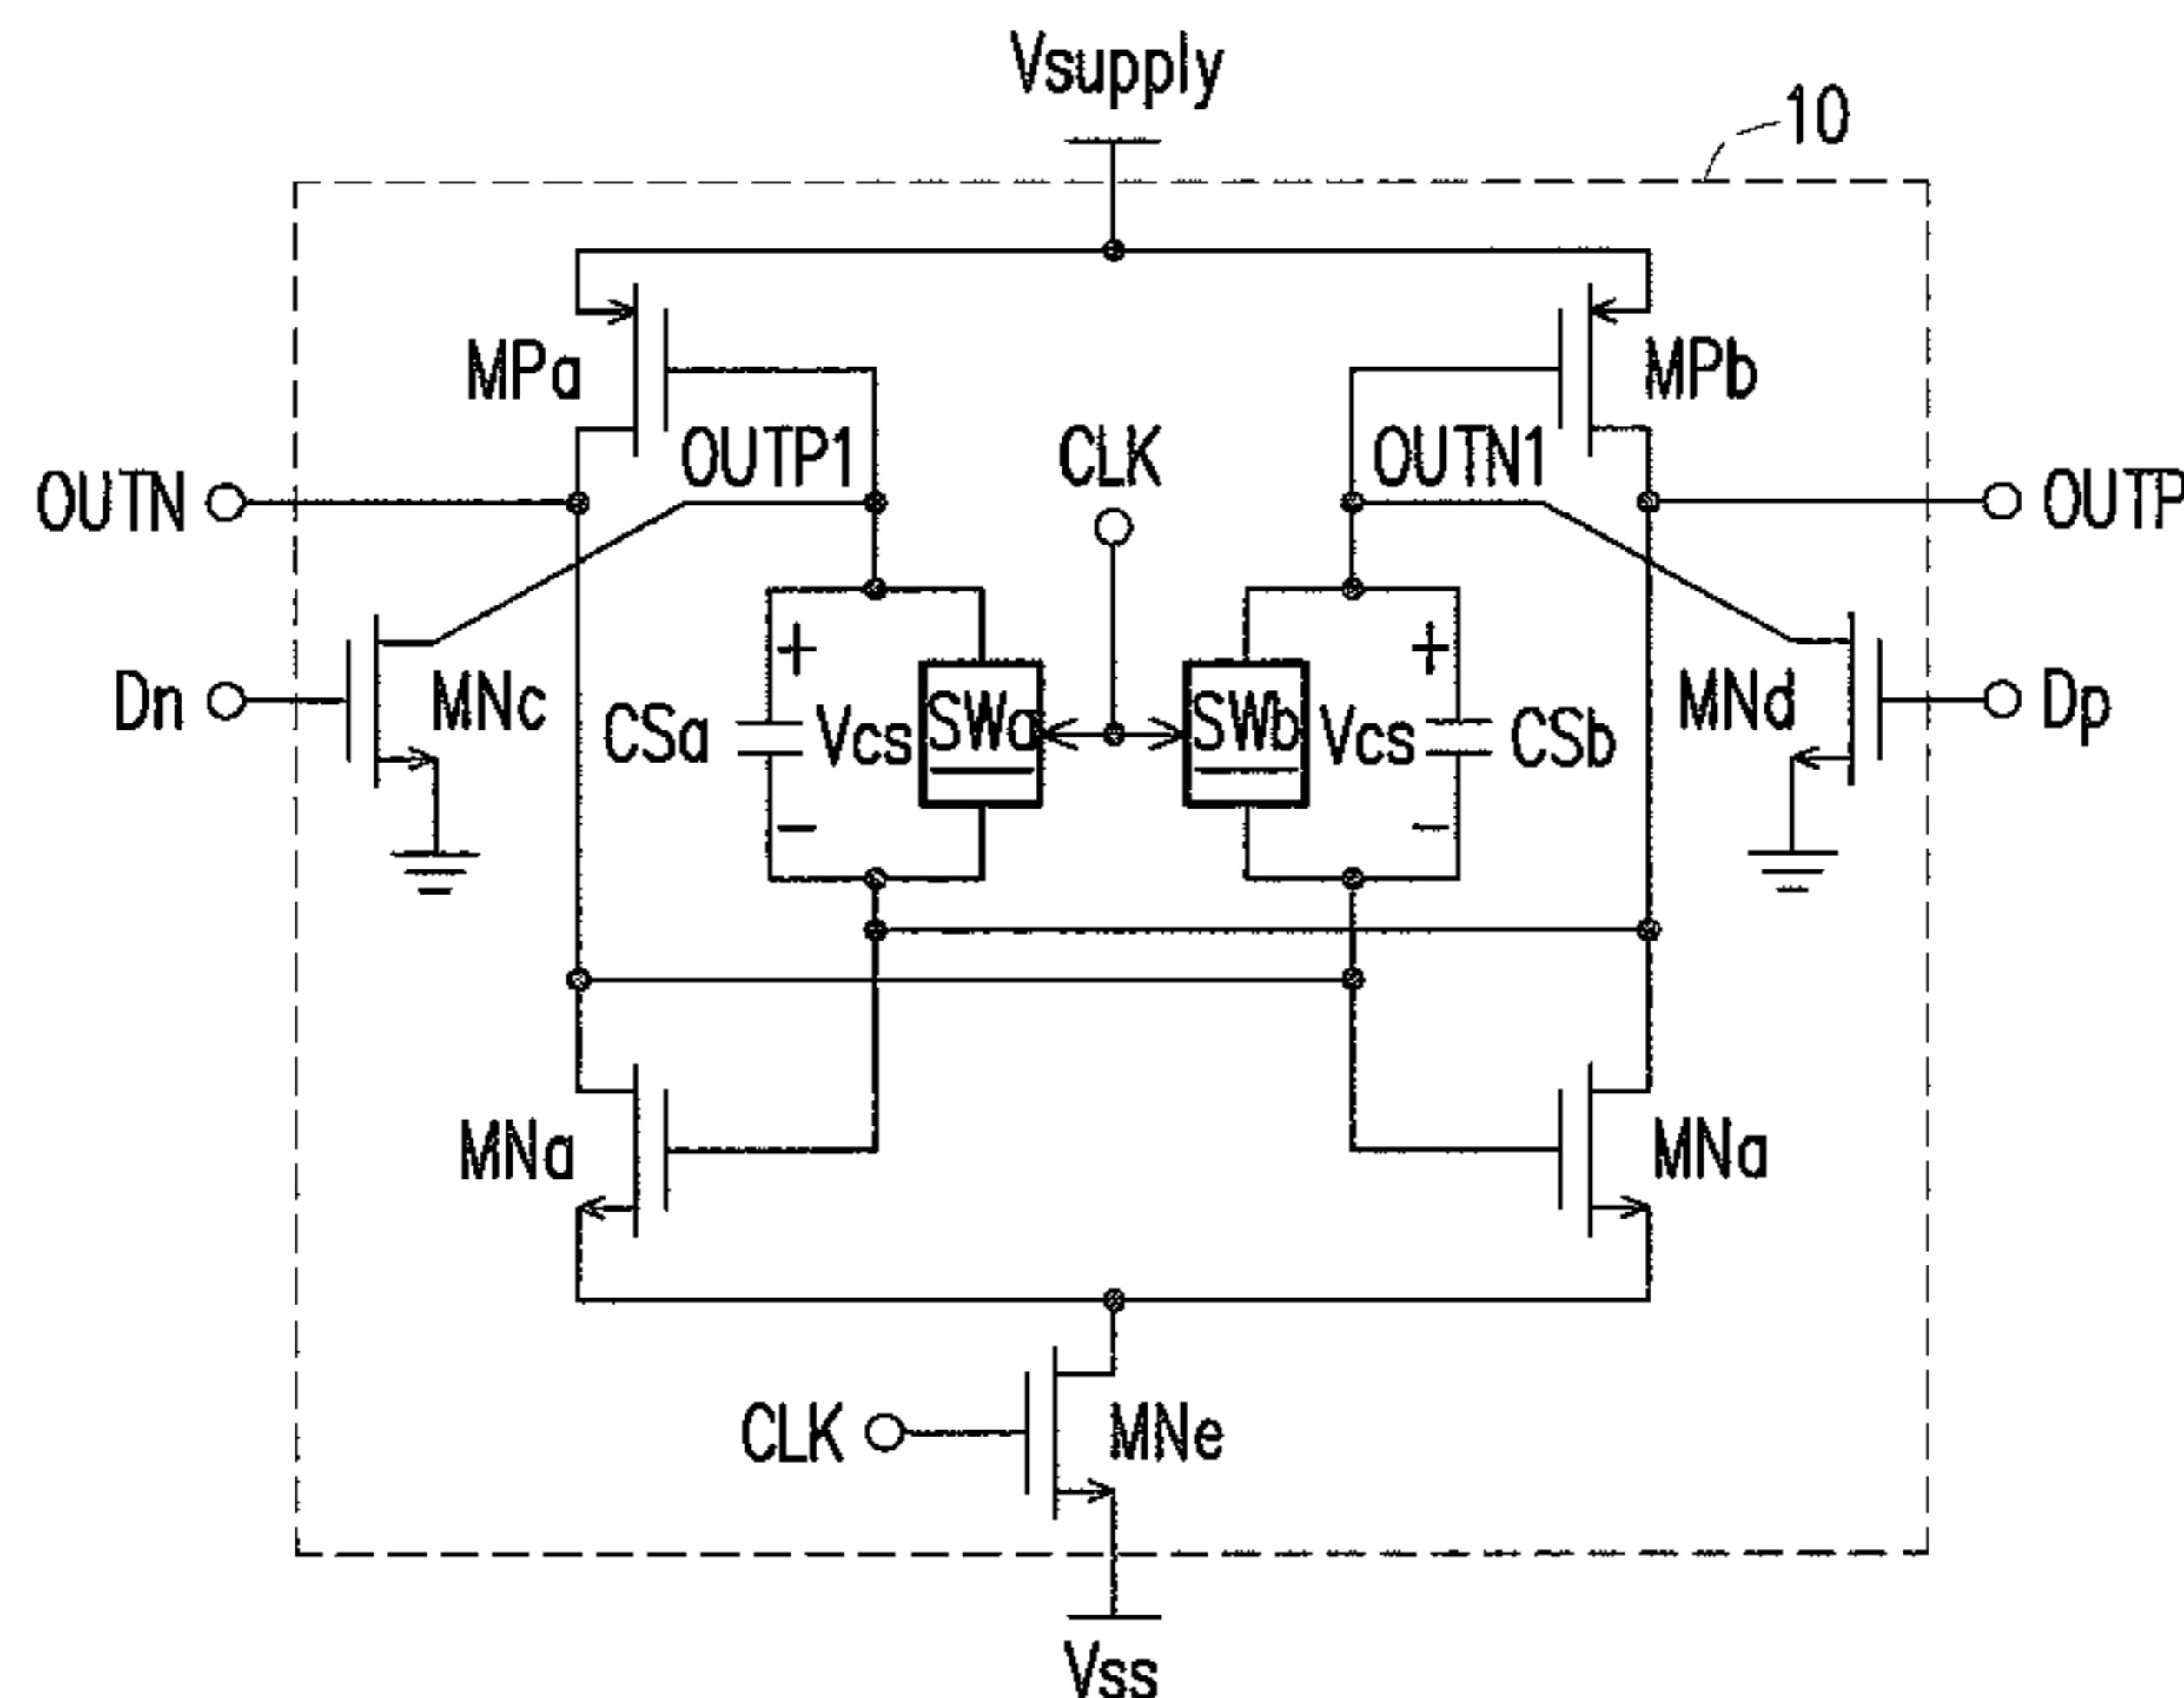 Vsupply
10
MPa
MPb
OUTP1
CLK
OUTN1
OUTN
OUTP
+
+
Dn
MNc
CSa
Vcs
SWa
SWb
Vcs
CSb
MNd
Dp
−
−
MNa
MNa
CLK
MNe
Vss